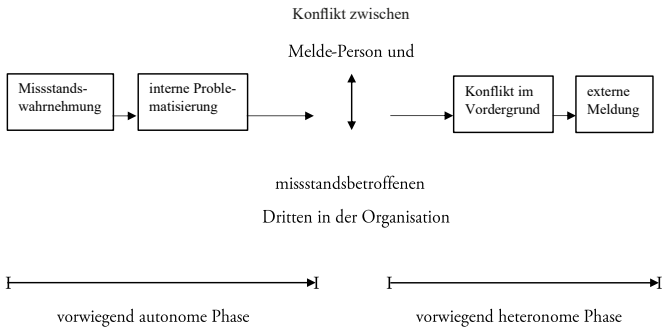 Konflikt zwischen
Melde-Person und
Missstands-
wahrnehmung
interne Proble-
matisierung
Konflikt im
Vordergrund
externe
Meldung
missstandsbetroffenen
Dritten in der Organisation
vorwiegend autonome Phase
vorwiegend heteronome Phase